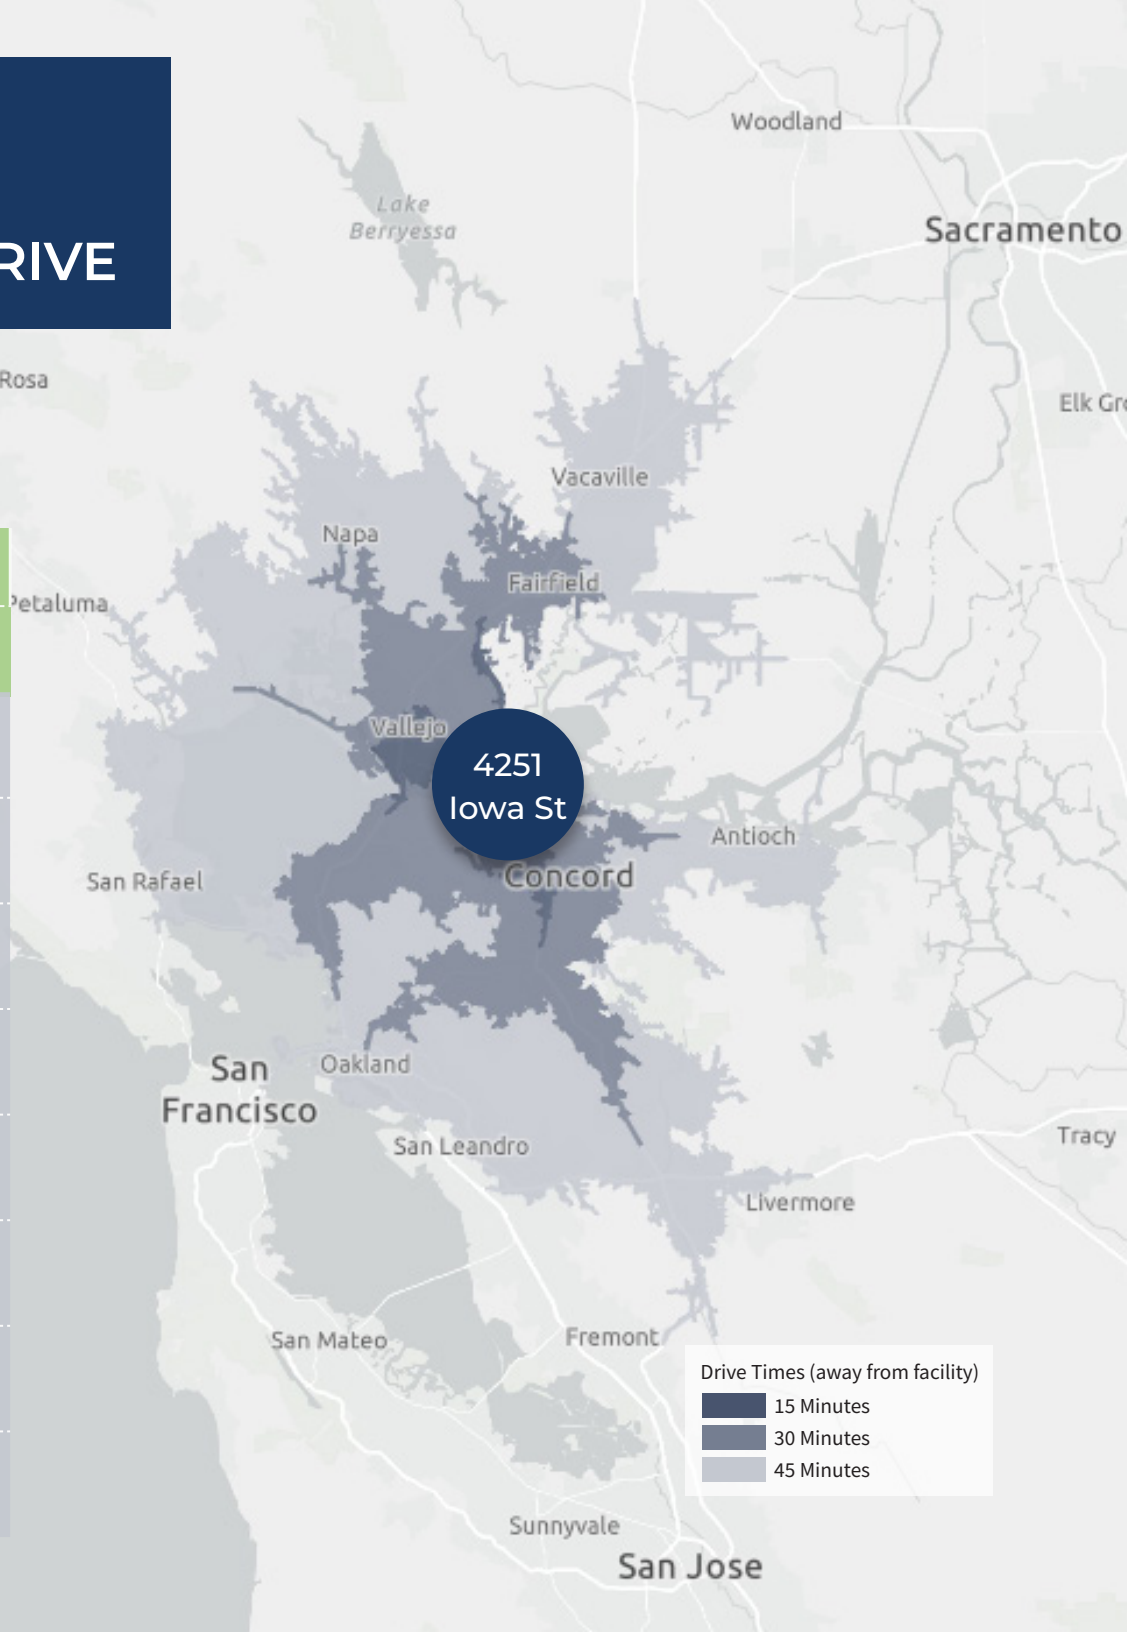 Woodland
Lake
Berryessa
Sacramento
RIVE
Rosa
Elk Gr
Vacaville
Napa
Fairfield
Petaluma
Vallejo
4251
Iowa St
Antioch
Concord
San Rafael
San
Francisco
Oakland
San Leandro
Tracy
Livermore
San Mateo
Fremont
Drive Times (away from facility)
15 Minutes
30 Minutes
45 Minutes
Sunnyvale
San Jose